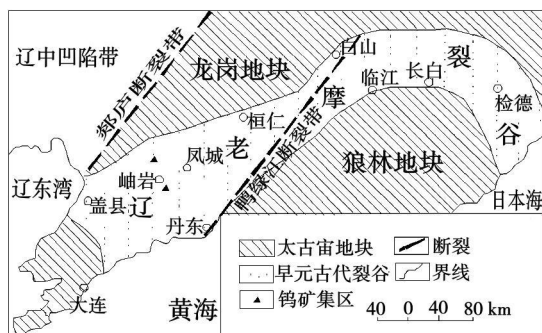 辽中凹陷带
郯庐断裂带
龙岗地块
白山
裂
临江
长白
摩
谷
检德
桓仁
老
鸭绿江断裂带
狼林地块
凤城
辽东湾
岫岩
辽
盖县
日本海
丹东
太古宙地块
断裂
早元古代裂谷
界线
大连
黄海
钨矿集区
40 0 40 80 km